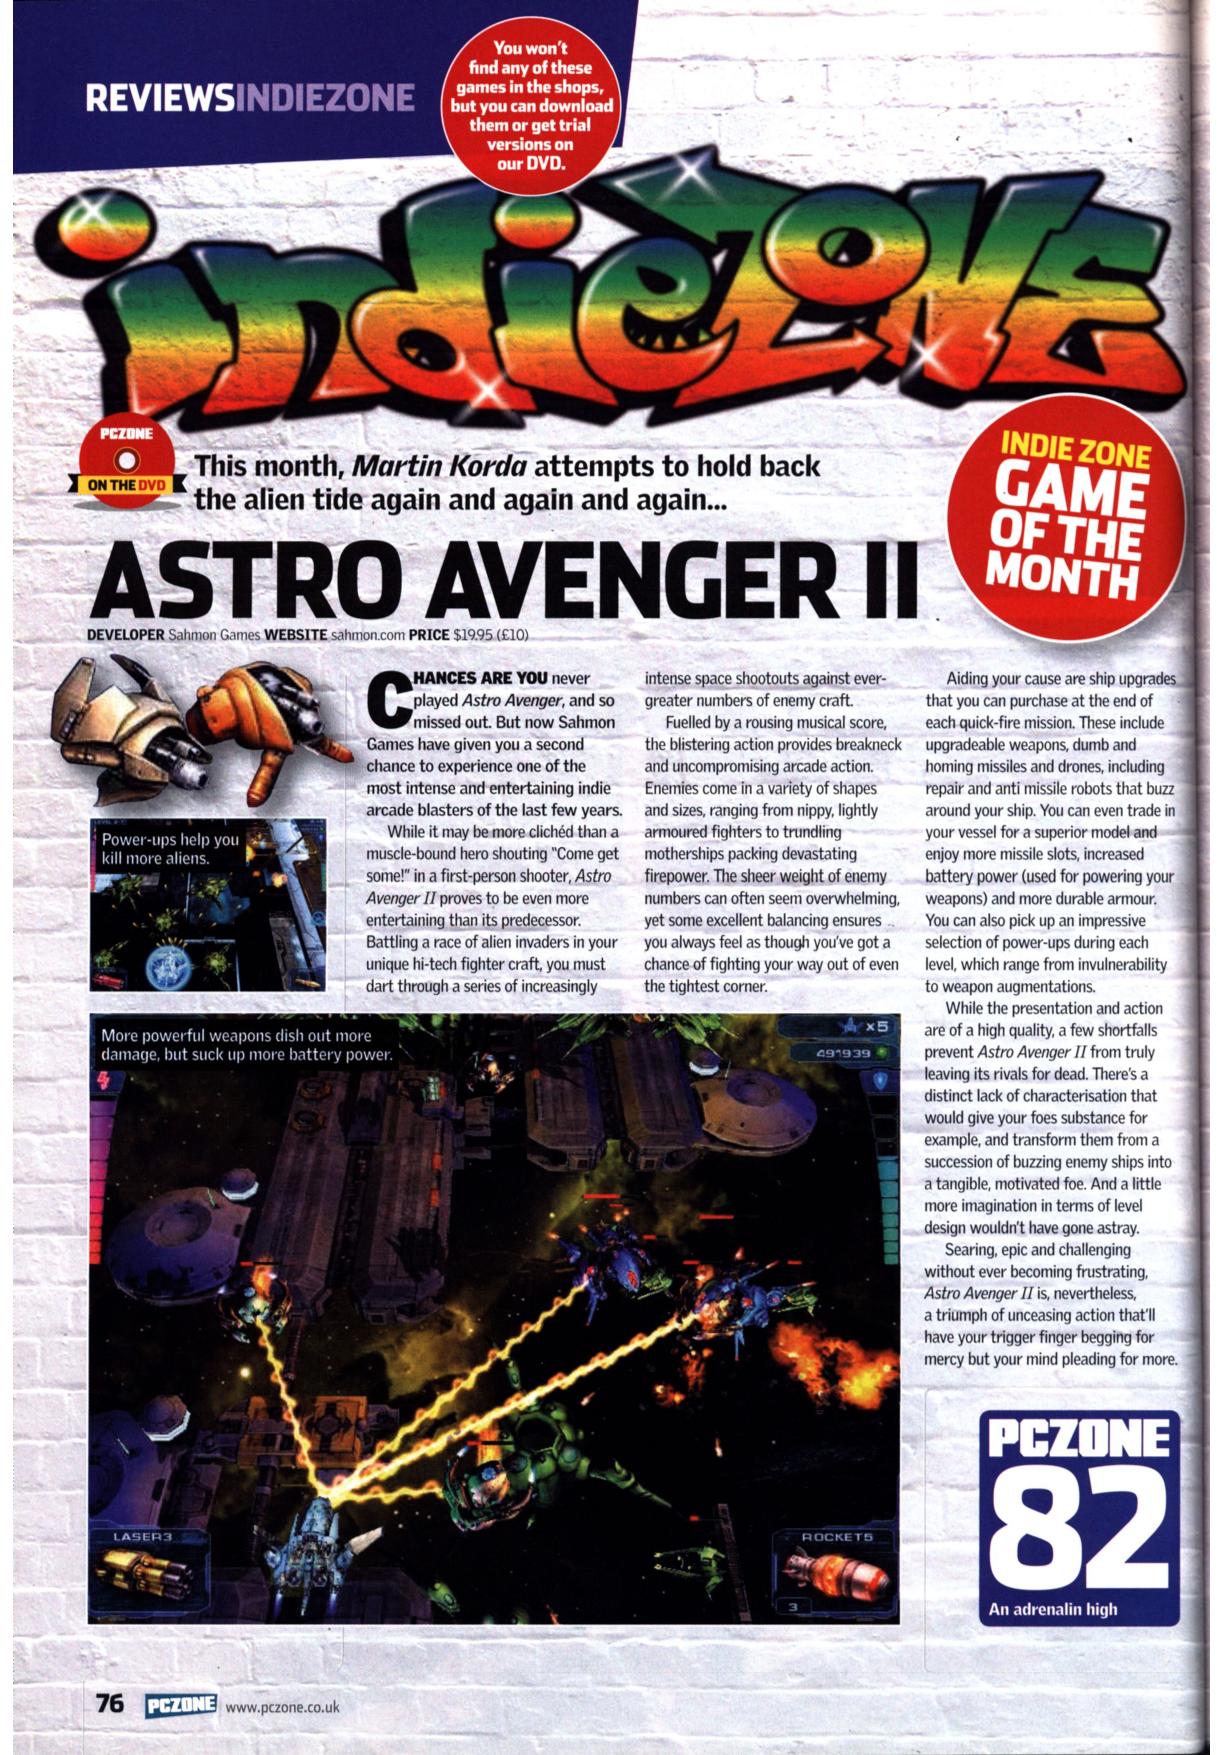 REVIEWSINDIEZONE
You won't
find any of these
games in the shops,
but you can download
them or get trial
versions on
our DVD.
indiezone
PCZONE
ON THE DVD
This month, Martin Korda attempts to hold back
the alien tide again and again and again...
INDIE ZONE
GAME
OF THE
MONTH
ASTRO AVENGER II
DEVELOPER Sahmon Games WEBSITE sahmon.com PRICE $19.95 (£10)
Power-ups help you
kill more aliens.
CHANCES ARE YOU never
played Astro Avenger, and so
missed out. But now Sahmon
Games have given you a second
chance to experience one of the
most intense and entertaining indie
arcade blasters of the last few years.
While it may be more clichéd than a
muscle-bound hero shouting "Come get
some!" in a first-person shooter, Astro
Avenger II proves to be even more
entertaining than its predecessor.
Battling a race of alien invaders in your
unique hi-tech fighter craft, you must
dart through a series of increasingly
intense space shootouts against ever-
greater numbers of enemy craft.
Fuelled by a rousing musical score,
the blistering action provides breakneck
and uncompromising arcade action.
Enemies come in a variety of shapes
and sizes, ranging from nippy, lightly
armoured fighters to trundling
motherships packing devastating
firepower. The sheer weight of enemy
numbers can often seem overwhelming,
yet some excellent balancing ensures
you always feel as though you've got a
chance of fighting your way out of even
the tightest corner.
Aiding your cause are ship upgrades
that you can purchase at the end of
each quick-fire mission. These include
upgradeable weapons, dumb and
homing missiles and drones, including
repair and anti missile robots that buzz
around your ship. You can even trade in
your vessel for a superior model and
enjoy more missile slots, increased
battery power (used for powering your
weapons) and more durable armour.
You can also pick up an impressive
selection of power-ups during each
level, which range from invulnerability
to weapon augmentations.
While the presentation and action
are of a high quality, a few shortfalls
prevent Astro Avenger II from truly
leaving its rivals for dead. There's a
distinct lack of characterisation that
would give your foes substance for
example, and transform them from a
succession of buzzing enemy ships into
a tangible, motivated foe. And a little
more imagination in terms of level
design wouldn't have gone astray.
Searing, epic and challenging
without ever becoming frustrating,
Astro Avenger II is, nevertheless,
a triumph of unceasing action that'll
have your trigger finger begging for
mercy but your mind pleading for more.
More powerful weapons dish out more
damage, but suck up more battery power.
x5
491939
LASER3
ROCKET5
3
PCZONE
82
An adrenalin high
76 PCZONE www.pczone.co.uk